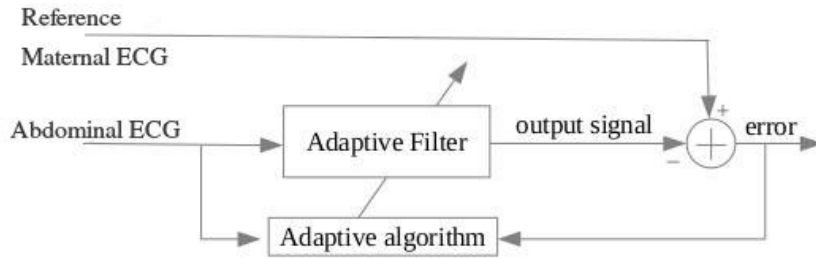 Reference
Maternal ECG
Abdominal ECG
Adaptive Filter
output signal
error
+
−
Adaptive algorithm